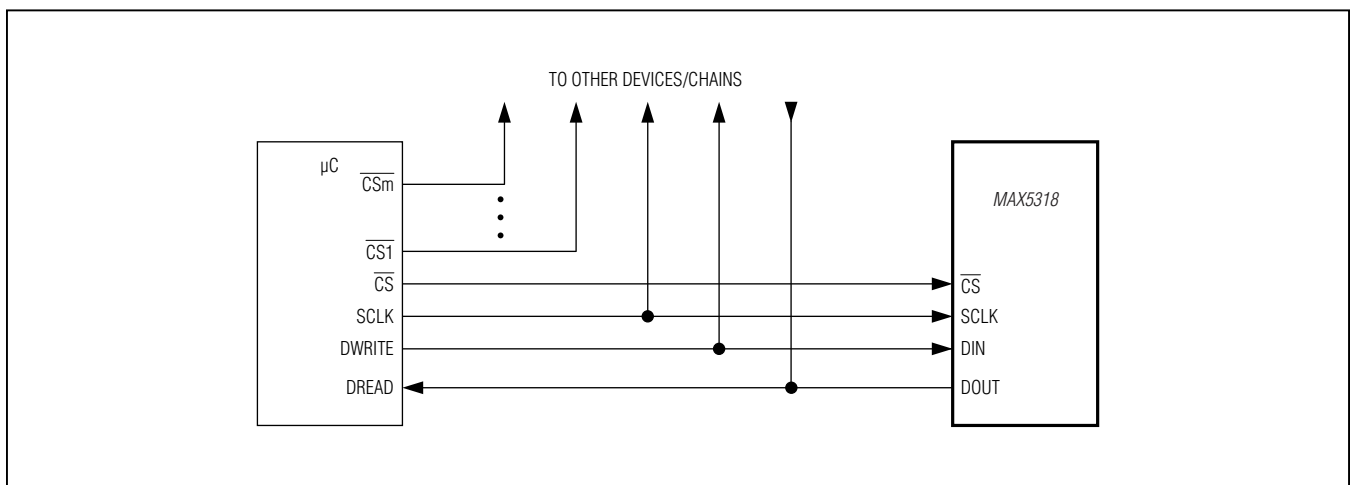 TO OTHER DEVICES/CHAINS
µC
CSm
CS1
CS
SCLK
DWRITE
DREAD
MAX5318
CS
SCLK
DIN
DOUT